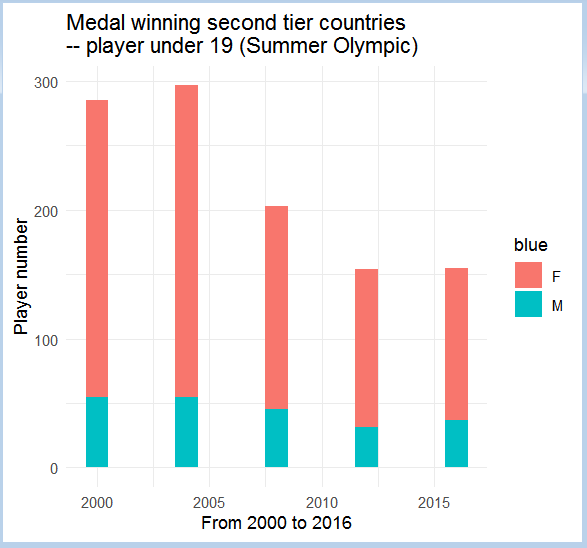 Medal winning second tier countries
-- player under 19 (Summer Olympic)
300
200
100
0
Player number
2000 2005 2010 2015
From 2000 to 2016
blue
F
M